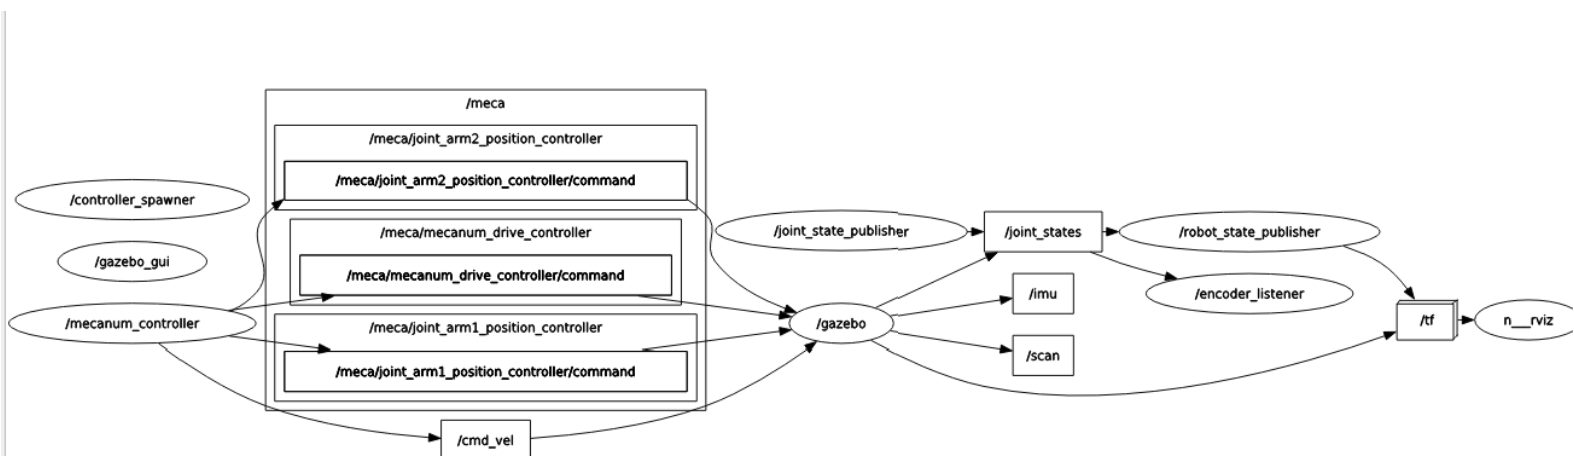 /meca
/meca/joint_arm2_position_controller
/meca/joint_arm2_position_controller/command
/controller_spawner
/meca/mecanum_drive_controller
/joint_state_publisher
/joint_states
/robot_state_publisher
/gazebo_gui
/meca/mecanum_drive_controller/command
/imu
/encoder_listener
/mecanum_controller
/meca/joint_arm1_position_controller
/gazebo
/tf
n__rviz
/scan
/meca/joint_arm1_position_controller/command
/cmd_vel